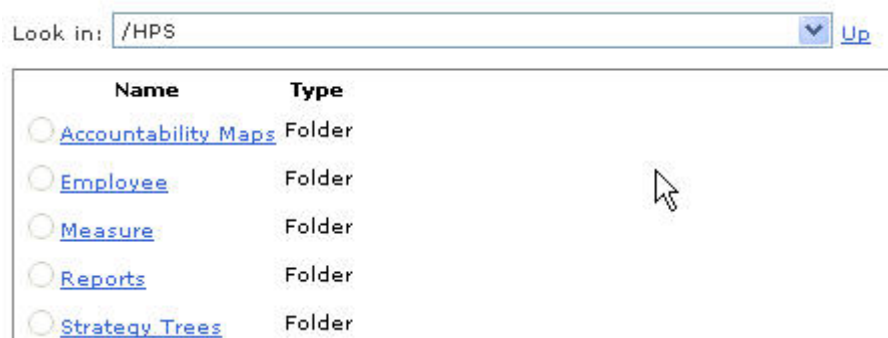 Look in: /HPS Up
Name Type
Accountability Maps Folder
Employee Folder
Measure Folder
Reports Folder
Strategy Trees Folder